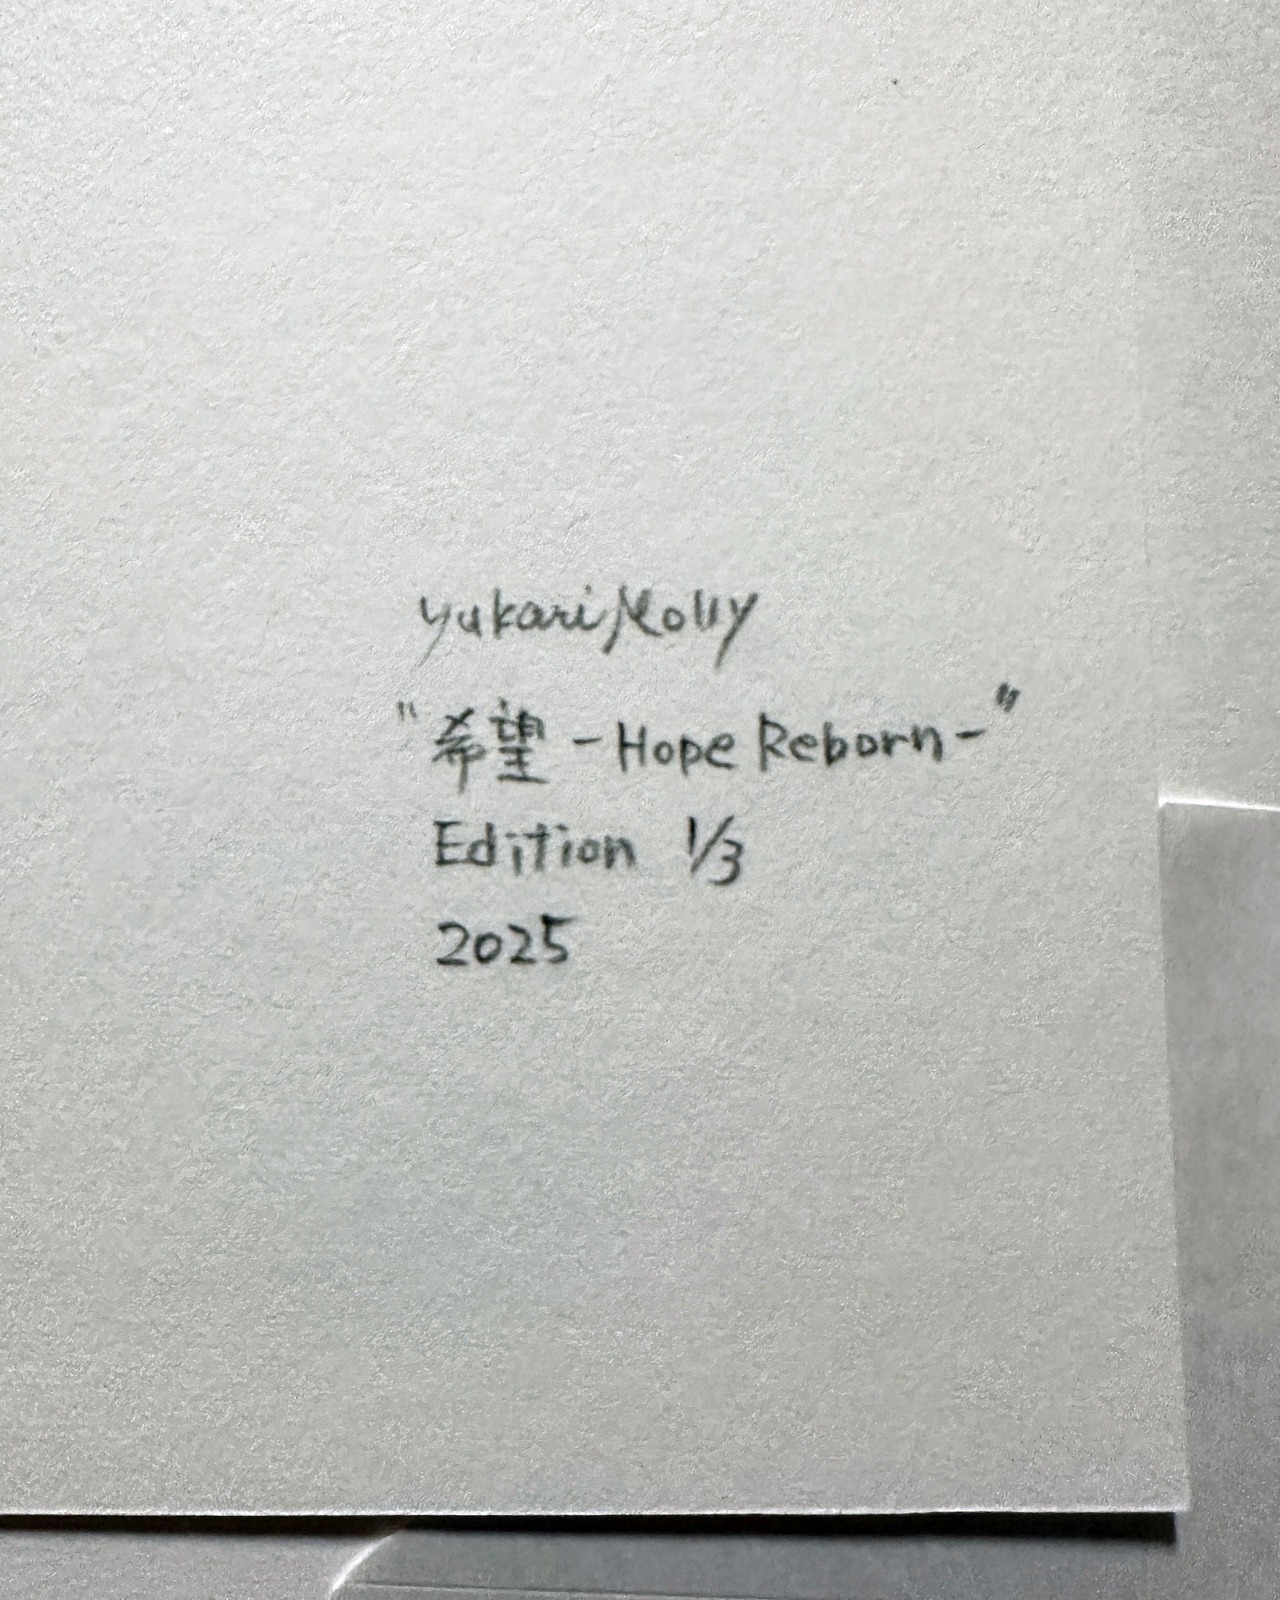 yukari Molly
"希望 -Hope Reborn-"
Edition 1/3
2025